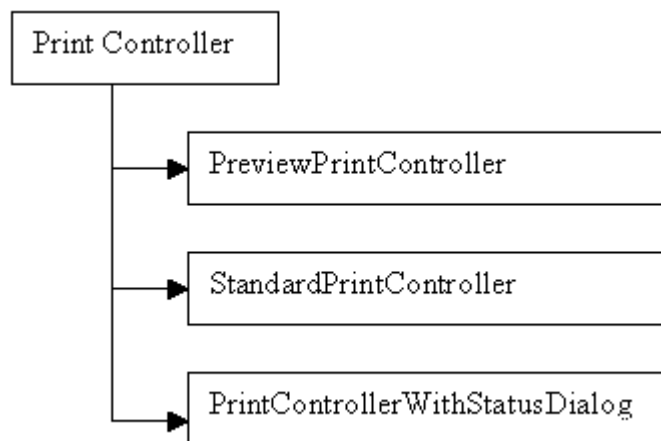 Print Controller
PreviewPrintController
StandardPrintController
PrintControllerWithStatusDialog